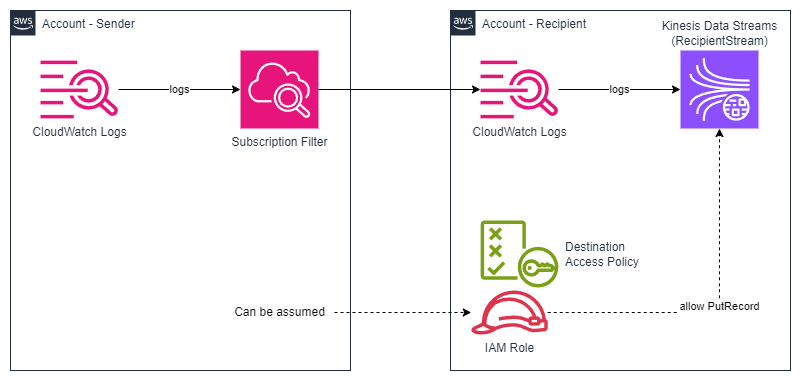 aws
Account - Sender
aws
Account - Recipient
Kinesis Data Streams
(RecipientStream)
logs
logs
CloudWatch Logs
Subscription Filter
CloudWatch Logs
Destination
Access Policy
Can be assumed
allow PutRecord
IAM Role